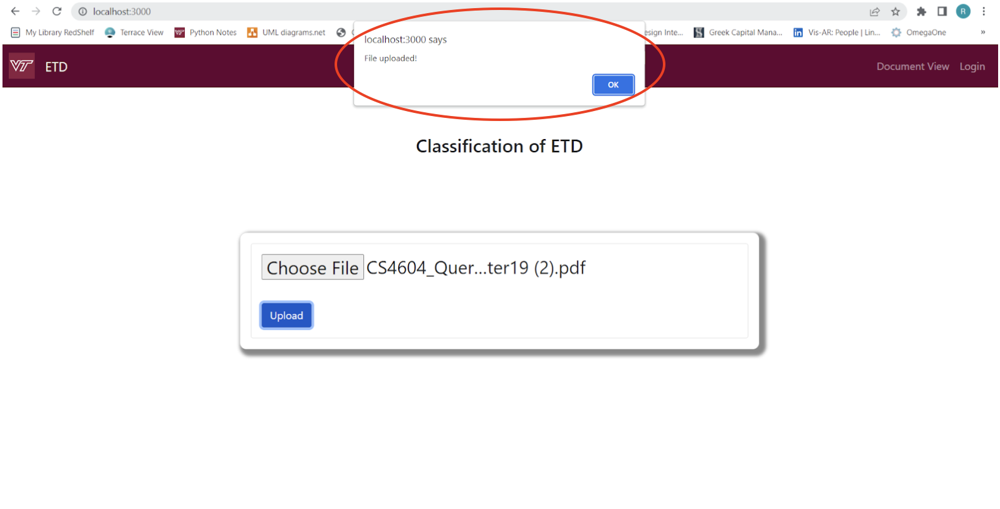 localhost:3000
My Library RedShelf Terrace View Python Notes UML diagrams.net esign Inte... Greek Capital Mana... Vis-AR: People | Lin... OmegaOne »
localhost:3000 says
File uploaded!
OK
VT ETD Document View Login
Classification of ETD
Choose File CS4604_Quer...ter19 (2).pdf
Upload
R